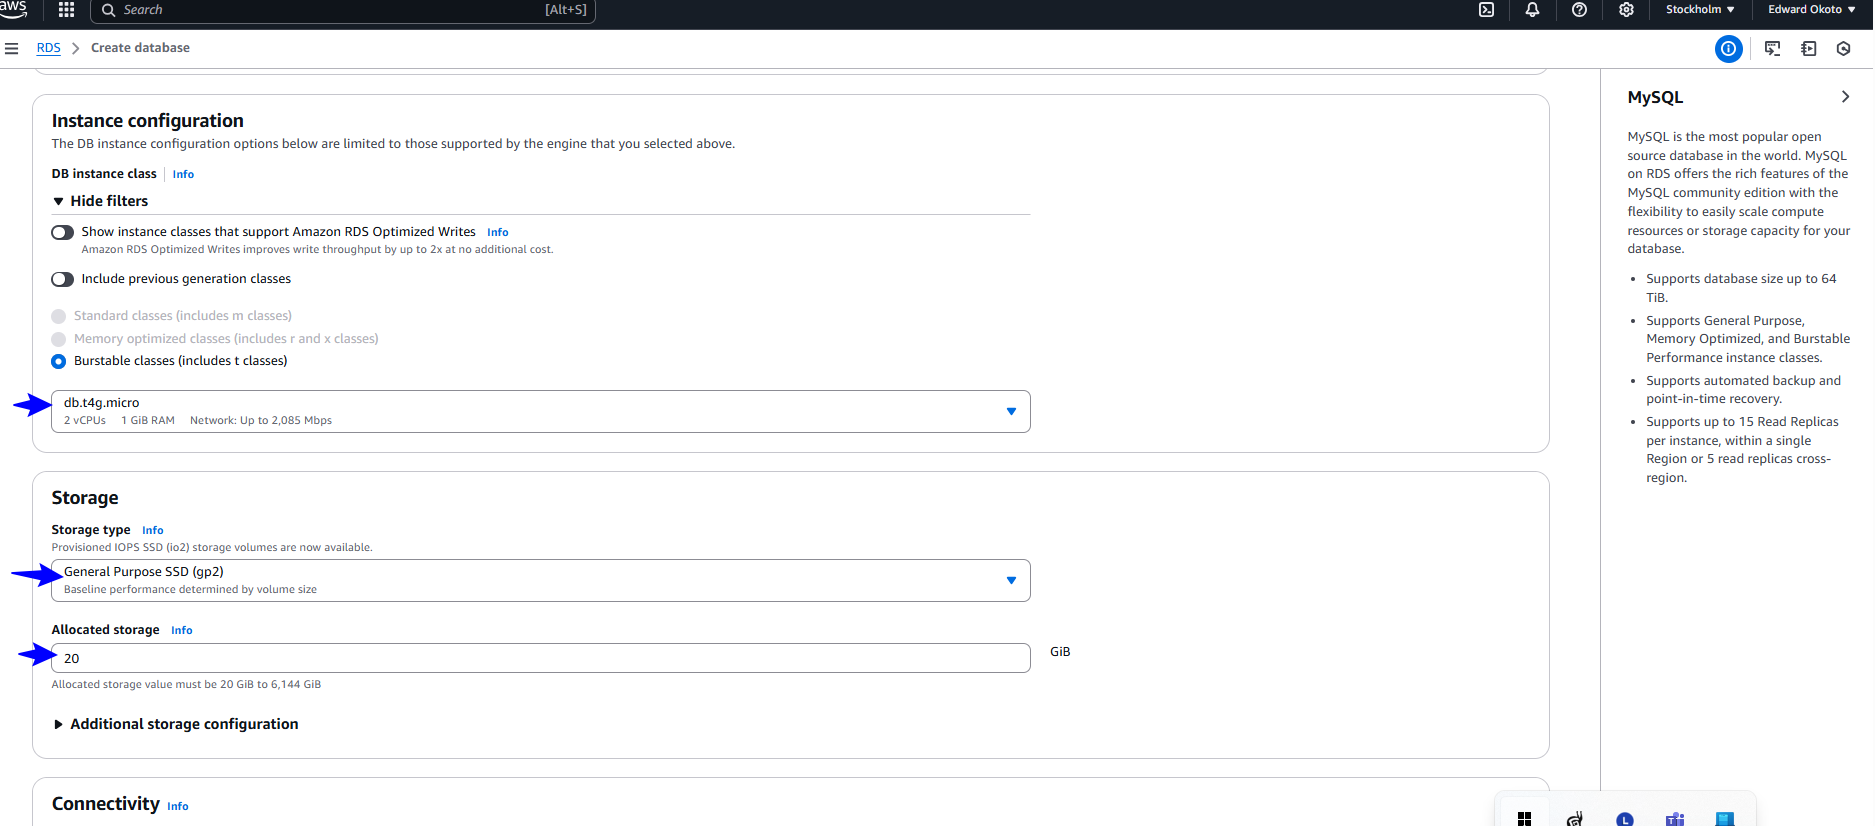 aws
Search
[Alt+S]
Stockholm
Edward Okoto
RDS
Create database
Instance configuration
The DB instance configuration options below are limited to those supported by the engine that you selected above.
DB instance class
Info
Hide filters
Show instance classes that support Amazon RDS Optimized Writes
Info
Amazon RDS Optimized Writes improves write throughput by up to 2x at no additional cost.
Include previous generation classes
Standard classes (includes m classes)
Memory optimized classes (includes r and x classes)
Burstable classes (includes t classes)
db.t4g.micro
2 vCPUs 1 GiB RAM Network: Up to 2,085 Mbps
Storage
Storage type
Info
Provisioned IOPS SSD (io2) storage volumes are now available.
General Purpose SSD (gp2)
Baseline performance determined by volume size
Allocated storage
Info
20
GiB
Allocated storage value must be 20 GiB to 6,144 GiB
Additional storage configuration
Connectivity
Info
MySQL
MySQL is the most popular open
source database in the world. MySQL
on RDS offers the rich features of the
MySQL community edition with the
flexibility to easily scale compute
resources or storage capacity for your
database.
• Supports database size up to 64
TiB.
• Supports General Purpose,
Memory Optimized, and Burstable
Performance instance classes.
• Supports automated backup and
point-in-time recovery.
• Supports up to 15 Read Replicas
per instance, within a single
Region or 5 read replicas cross-
region.